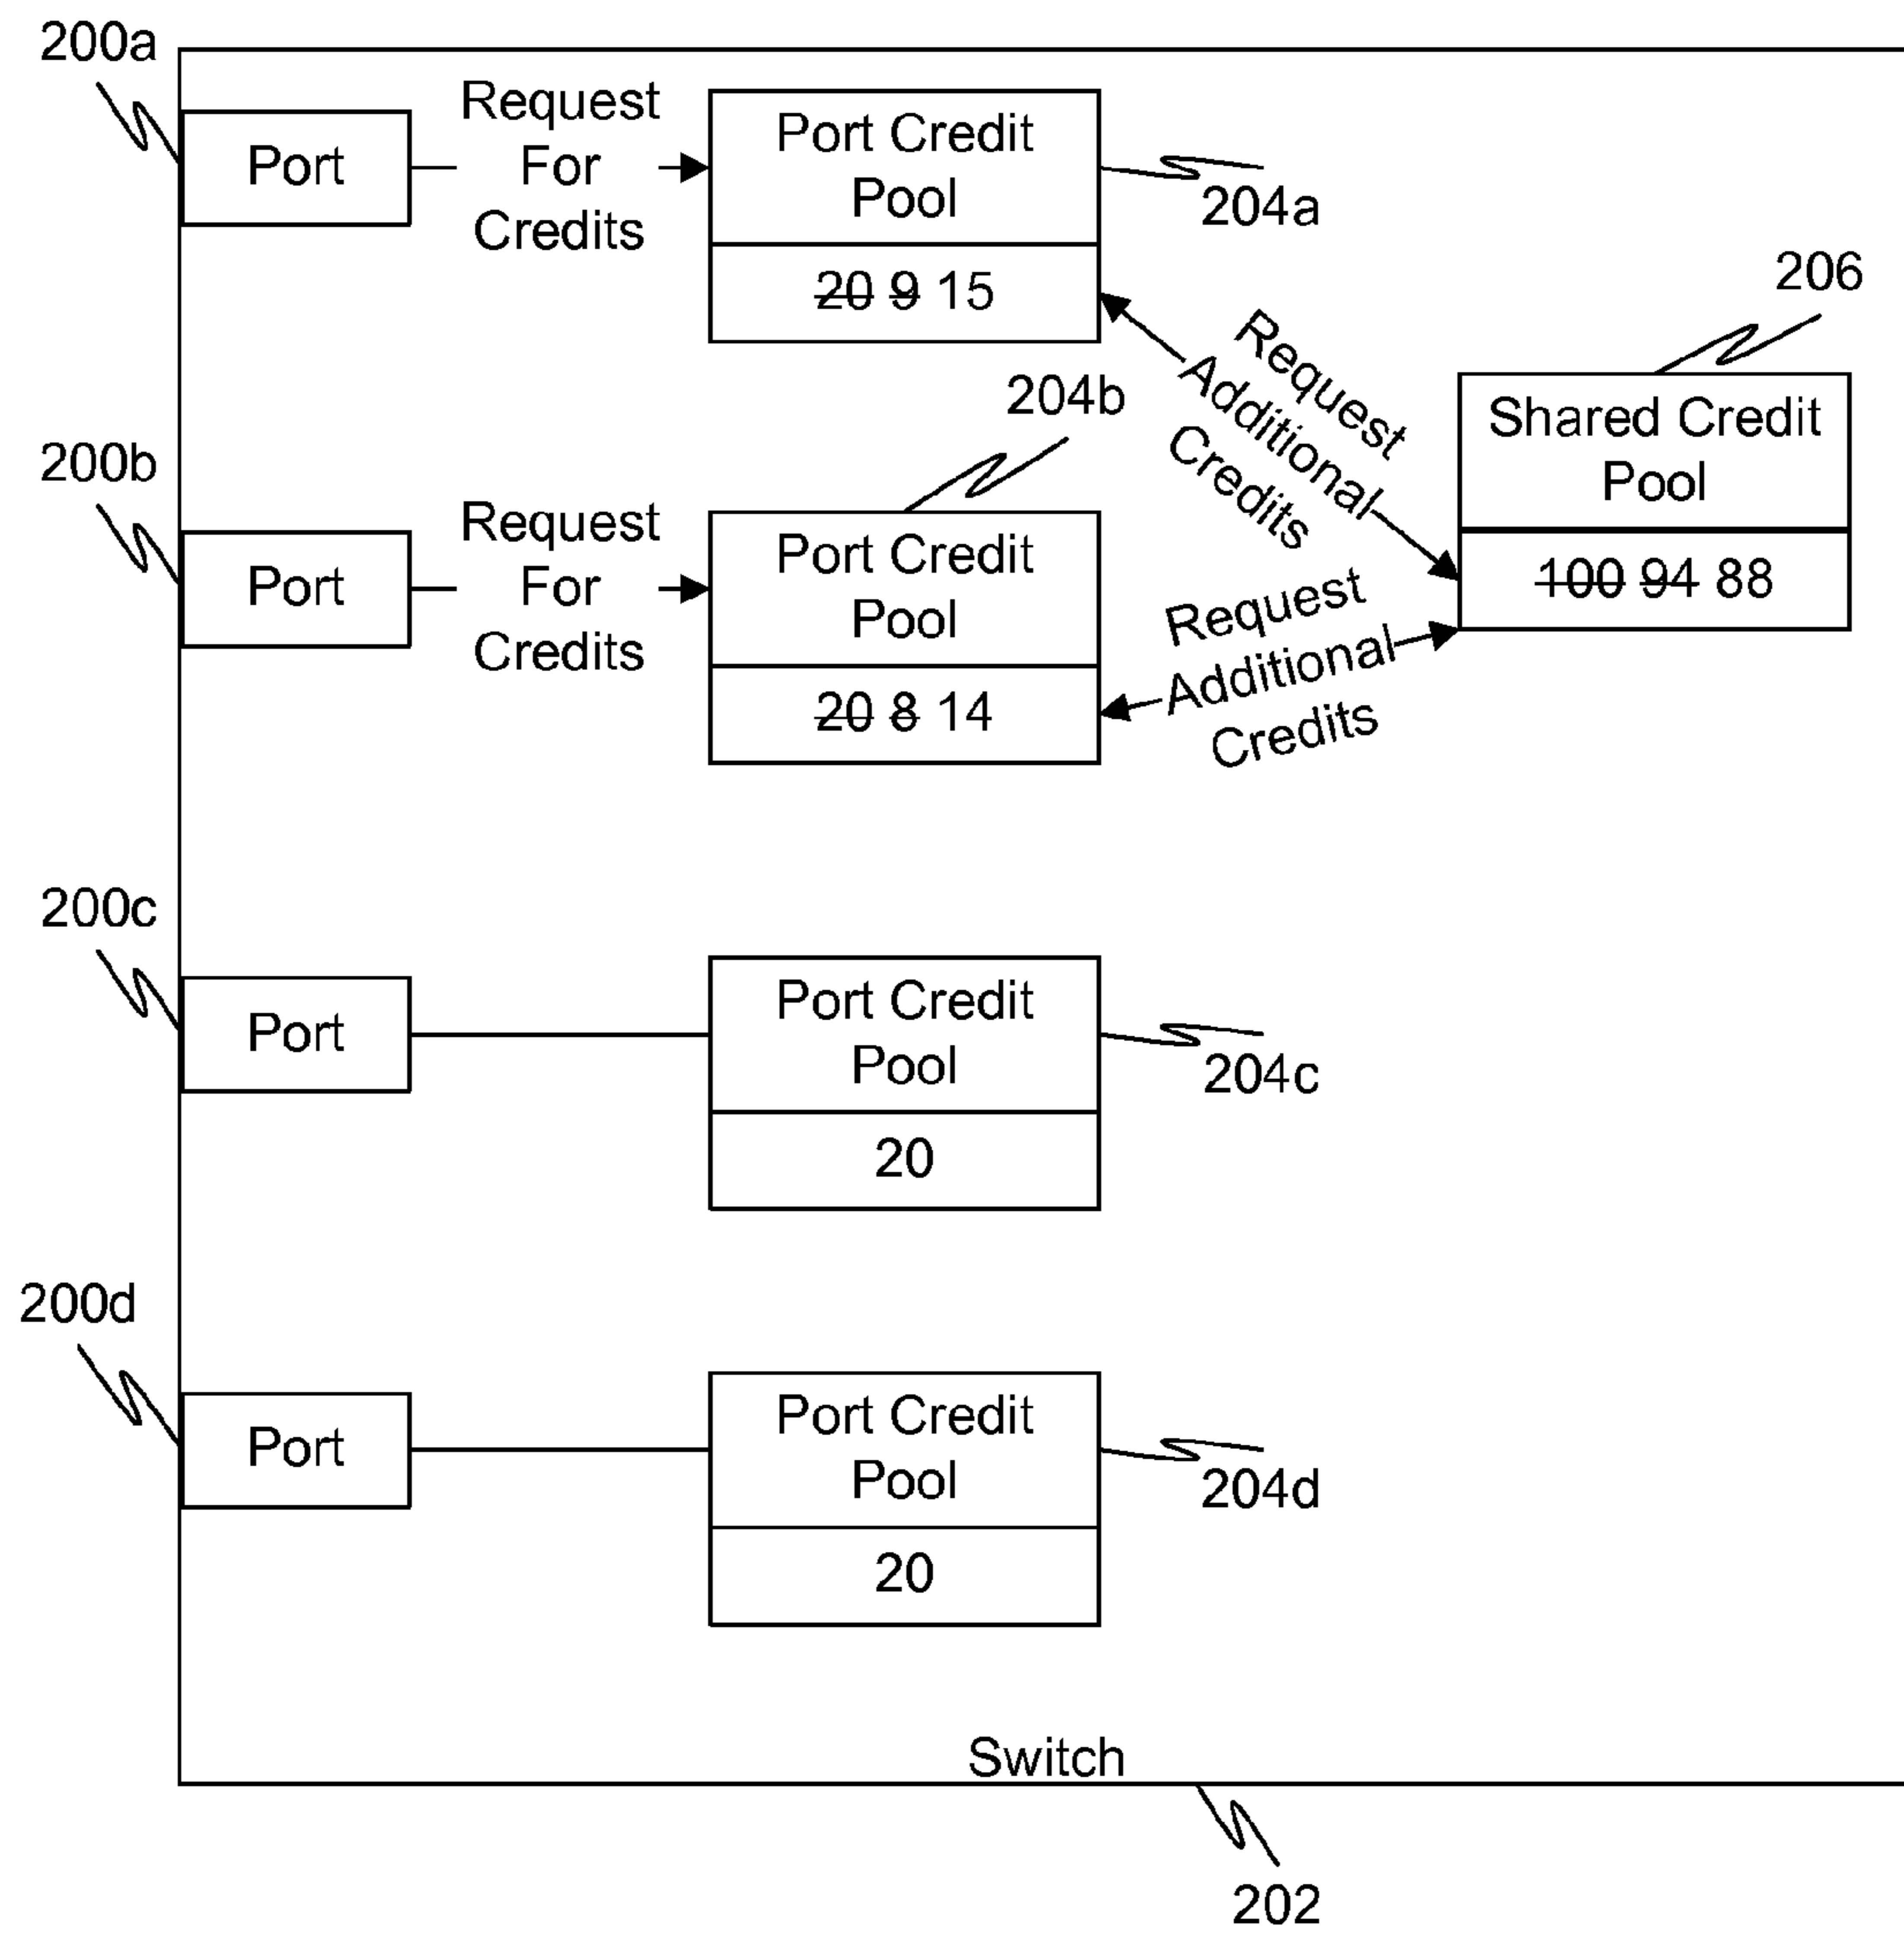 200a
Port
Request
For
Credits
Port Credit
Pool
20 9 15
204a
206
Request
Additional
Credits
Shared Credit
Pool
100 94 88
200b
Port
Request
For
Credits
204b
Port Credit
Pool
20 8 14
Request
Additional
Credits
200c
Port
Port Credit
Pool
20
204c
200d
Port
Port Credit
Pool
20
204d
Switch
202